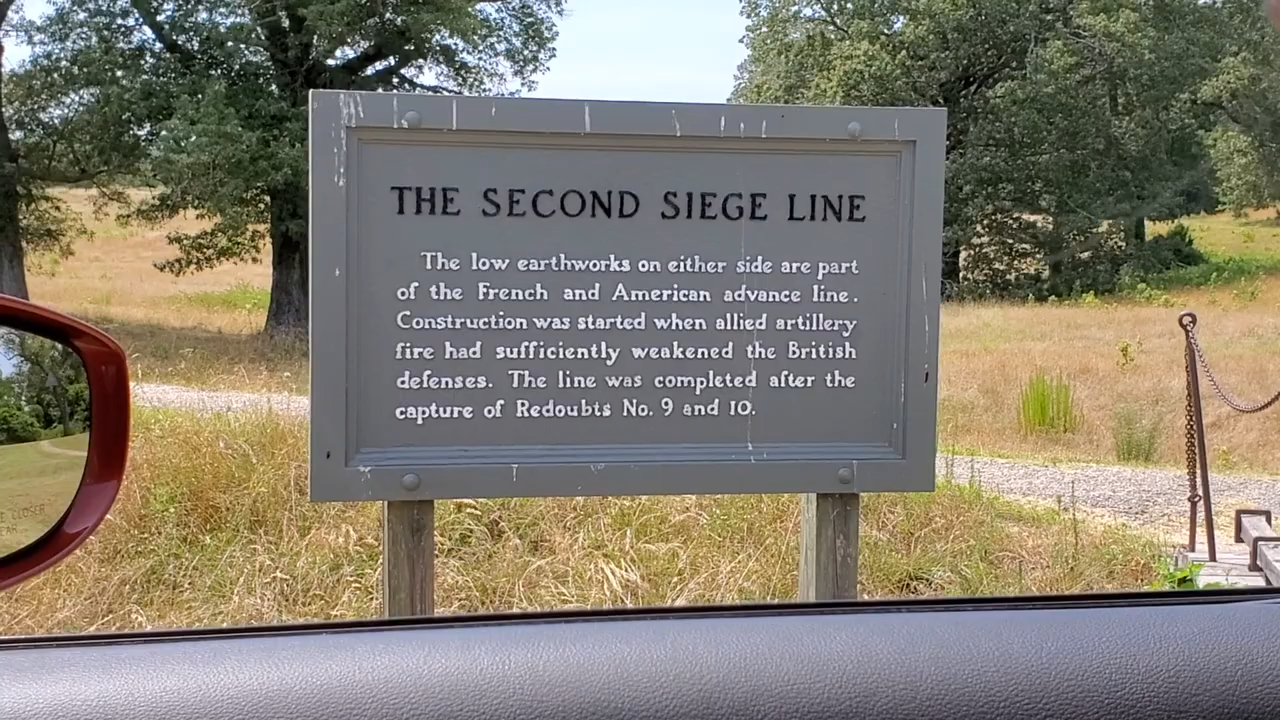 THE SECOND SIEGE LINE
The low earthworks on either side are part
of the French and American advance line.
Construction was started when allied artillery
fire had sufficiently weakened the British
defenses. The line was completed after the
capture of Redoubts No. 9 and 10.
CLOSER